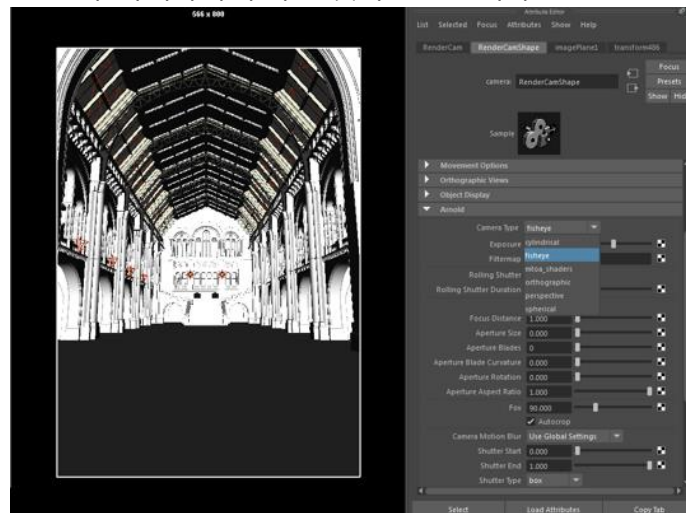 566 x 800
Attribute Editor
List Selected Focus Attributes Show Help
RenderCam RenderCamShape imagePlane1 transform486
camera: RenderCamShape
Focus
Presets
Show Hid
Sample
Movement Options
Orthographic Views
Object Display
Arnold
Camera Type fisheye
Exposure cylindrical
Filtermap fisheye
mtoa_shaders
Rolling Shutter orthographic
Rolling Shutter Duration perspective
spherical
Focus Distance 1.000
Aperture Size 0.000
Aperture Blades 0
Aperture Blade Curvature 0.000
Aperture Rotation 0.000
Aperture Aspect Ratio 1.000
Fov 90.000
Autocrop
Camera Motion Blur Use Global Settings
Shutter Start 0.000
Shutter End 1.000
Shutter Type box
Select Load Attributes Copy Tab